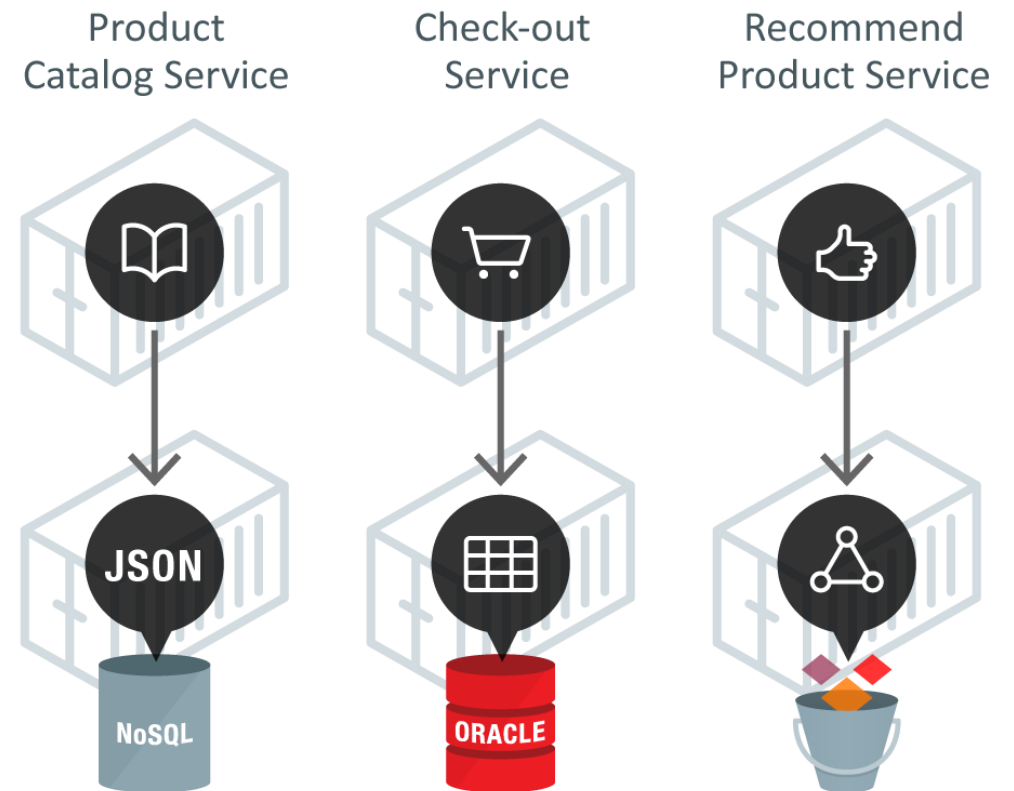 Product
Catalog Service
Check-out
Service
Recommend
Product Service
JSON
NoSQL
ORACLE